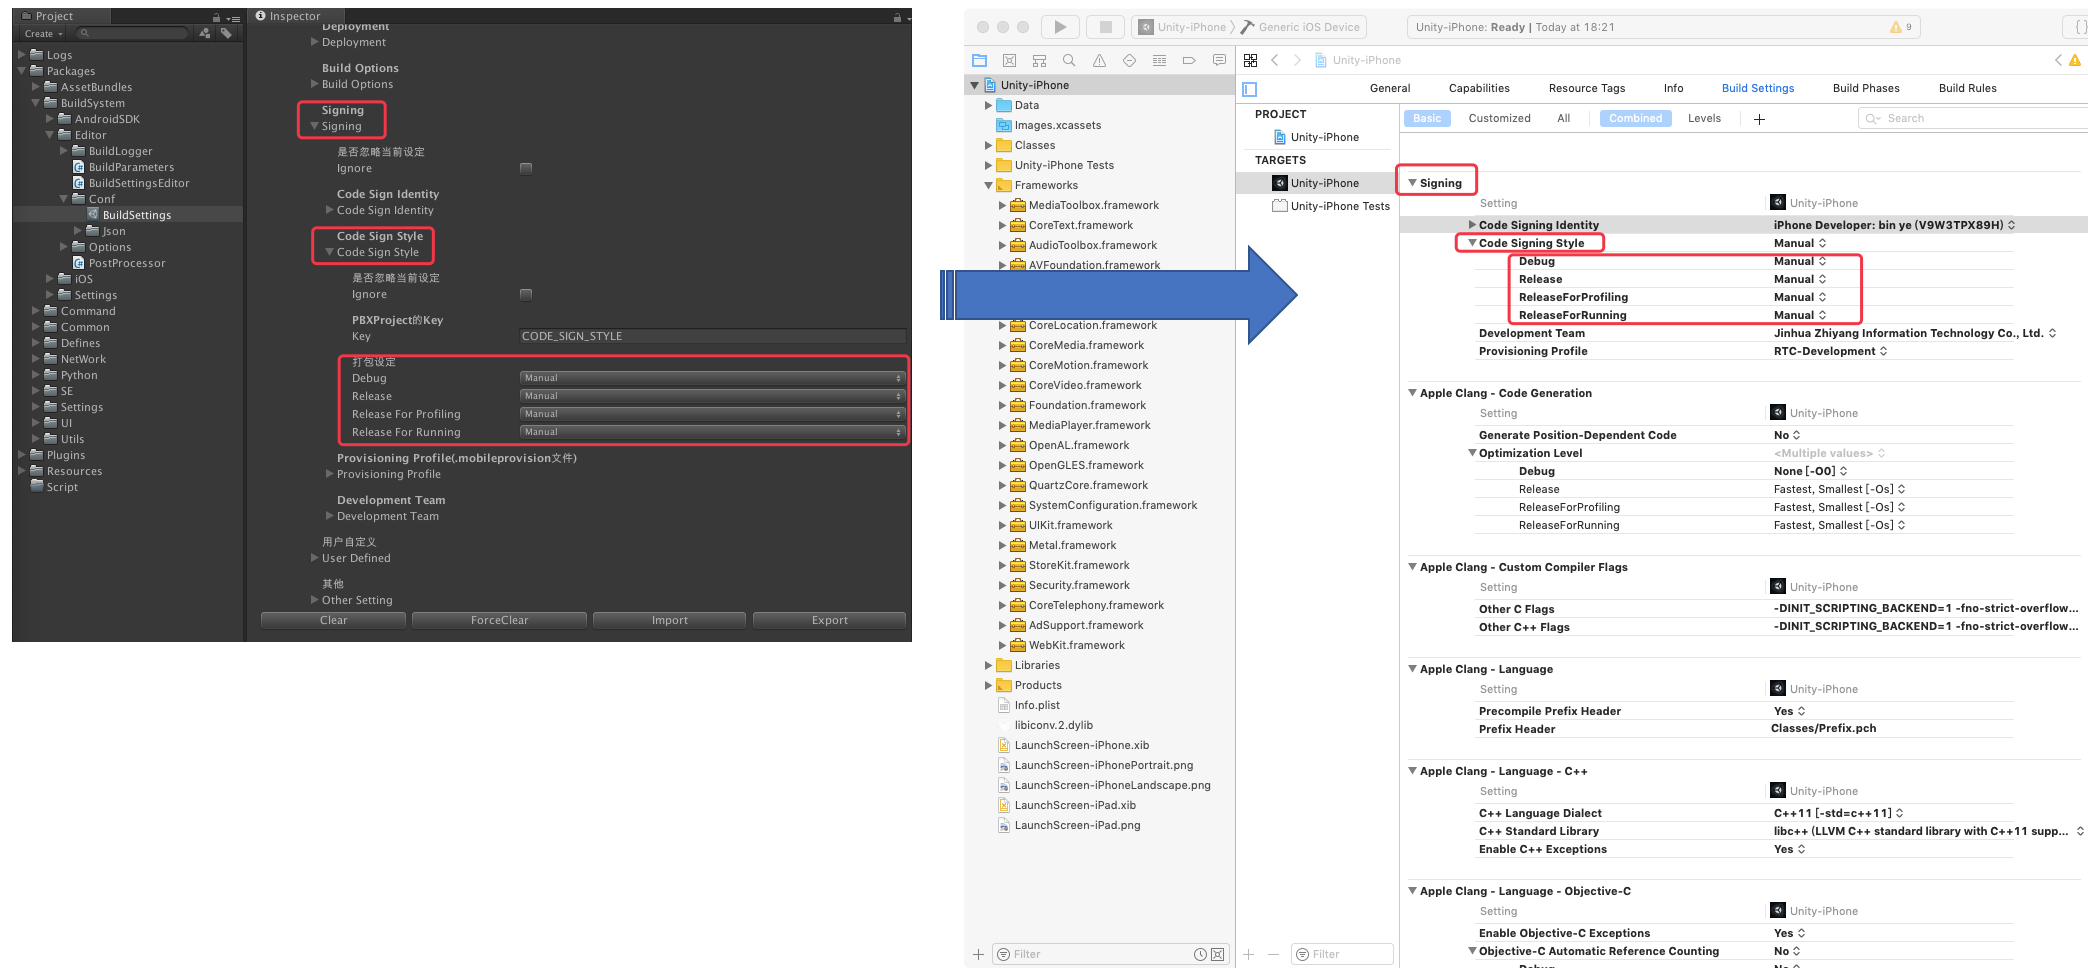 Project
Create
Logs
Packages
AssetBundles
BuildSystem
AndroidSDK
Editor
BuildLogger
BuildParameters
BuildSettingsEditor
Conf
BuildSettings
Json
Options
PostProcessor
iOS
Settings
Command
Common
Defines
NetWork
Python
SE
Settings
UI
Utils
Plugins
Resources
Script
Inspector
Deployment
Deployment
Build Options
Build Options
Signing
Signing
是否忽略当前设定
Ignore
Code Sign Identity
Code Sign Identity
Code Sign Style
Code Sign Style
是否忽略当前设定
Ignore
PBXProject的Key
Key CODE_SIGN_STYLE
打包设定
Debug Manual
Release Manual
Release For Profiling Manual
Release For Running Manual
Provisioning Profile(.mobileprovision文件)
Provisioning Profile
Development Team
Development Team
用户自定义
User Defined
其他
Other Setting
Clear ForceClear Import Export
Unity-iPhone Generic iOS Device
Unity-iPhone: Ready | Today at 18:21 9
Unity-iPhone
Data
Images.xcassets
Classes
Unity-iPhone Tests
Frameworks
MediaToolbox.framework
CoreText.framework
AudioToolbox.framework
AVFoundation.framework
CoreLocation.framework
CoreMedia.framework
CoreMotion.framework
CoreVideo.framework
Foundation.framework
MediaPlayer.framework
OpenAL.framework
OpenGLES.framework
QuartzCore.framework
SystemConfiguration.framework
UIKit.framework
Metal.framework
StoreKit.framework
Security.framework
CoreTelephony.framework
AdSupport.framework
WebKit.framework
Libraries
Products
Info.plist
libiconv.2.dylib
LaunchScreen-iPhone.xib
LaunchScreen-iPhonePortrait.png
LaunchScreen-iPhoneLandscape.png
LaunchScreen-iPad.xib
LaunchScreen-iPad.png
Filter
Unity-iPhone
General Capabilities Resource Tags Info Build Settings Build Phases Build Rules
PROJECT
Unity-iPhone
TARGETS
Unity-iPhone
Unity-iPhone Tests
Filter
Basic Customized All Combined Levels + Search
Signing
Setting Unity-iPhone
Code Signing Identity iPhone Developer: bin ye (V9W3TPX89H)
Code Signing Style Manual
Debug Manual
Release Manual
ReleaseForProfiling Manual
ReleaseForRunning Manual
Development Team Jinhua Zhiyang Information Technology Co., Ltd.
Provisioning Profile RTC-Development
Apple Clang - Code Generation
Setting Unity-iPhone
Generate Position-Dependent Code No
Optimization Level <Multiple values>
Debug None [-O0]
Release Fastest, Smallest [-Os]
ReleaseForProfiling Fastest, Smallest [-Os]
ReleaseForRunning Fastest, Smallest [-Os]
Apple Clang - Custom Compiler Flags
Setting Unity-iPhone
Other C Flags -DINIT_SCRIPTING_BACKEND=1 -fno-strict-overflow...
Other C++ Flags -DINIT_SCRIPTING_BACKEND=1 -fno-strict-overflow...
Apple Clang - Language
Setting Unity-iPhone
Precompile Prefix Header Yes
Prefix Header Classes/Prefix.pch
Apple Clang - Language - C++
Setting Unity-iPhone
C++ Language Dialect C++11 [-std=c++11]
C++ Standard Library libc++ (LLVM C++ standard library with C++11 supp...
Enable C++ Exceptions Yes
Apple Clang - Language - Objective-C
Setting Unity-iPhone
Enable Objective-C Exceptions Yes
Objective-C Automatic Reference Counting No